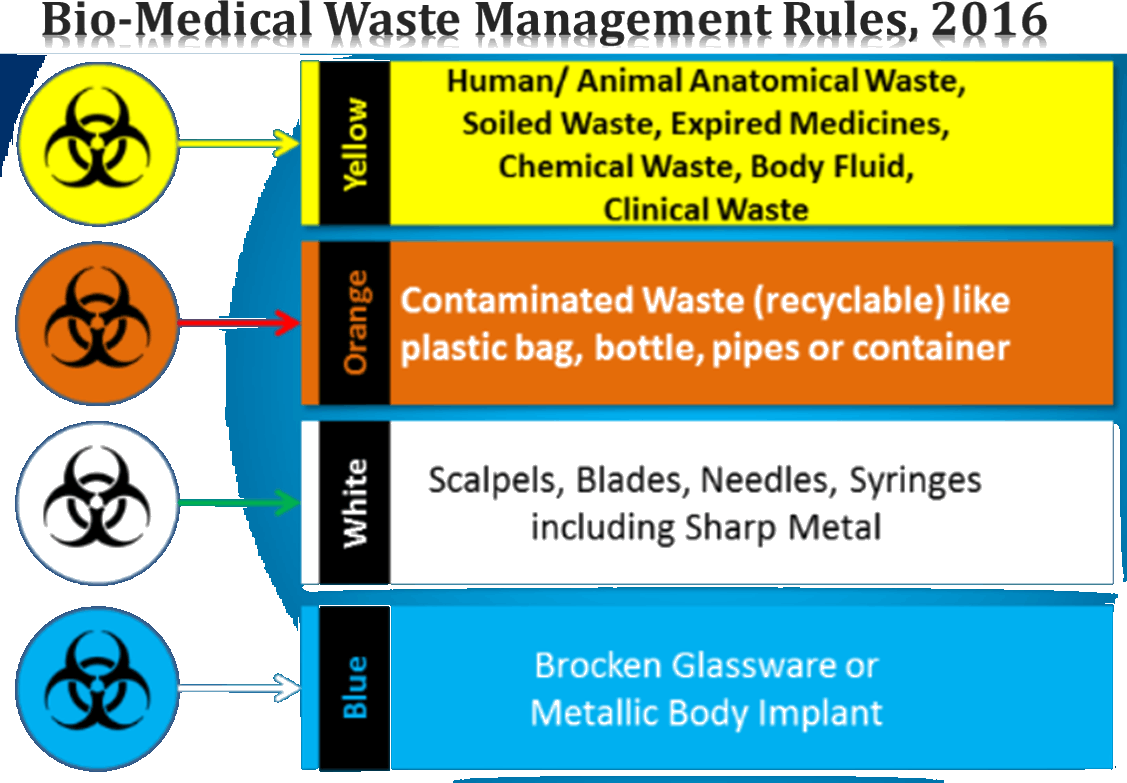 Bio-Medical Waste Management Rules, 2016
Yellow
Human/ Animal Anatomical Waste,
Soiled Waste, Expired Medicines,
Chemical Waste, Body Fluid,
Clinical Waste
Orange
Contaminated Waste (recyclable) like
plastic bag, bottle, pipes or container
White
Scalpels, Blades, Needles, Syringes
including Sharp Metal
Blue
Brocken Glassware or
Metallic Body Implant